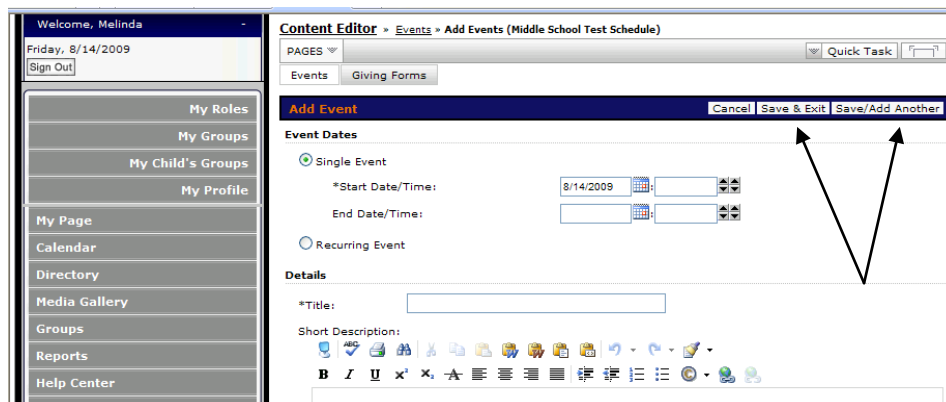 Welcome, Melinda -
Friday, 8/14/2009
Sign Out
My Roles
My Groups
My Child's Groups
My Profile
My Page
Calendar
Directory
Media Gallery
Groups
Reports
Help Center
Content Editor » Events » Add Events (Middle School Test Schedule)
PAGES
Quick Task
Events Giving Forms
Add Event Cancel Save & Exit Save/Add Another
Event Dates
Single Event
*Start Date/Time: 8/14/2009 :
End Date/Time: :
Recurring Event
Details
*Title:
Short Description:
ABC
B I U x² x₂ A